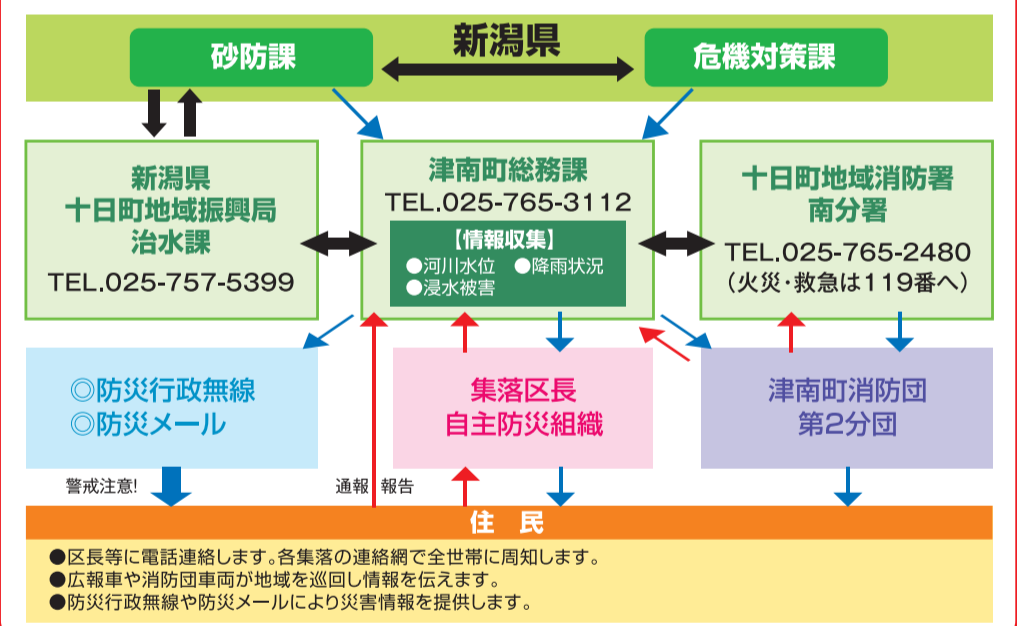 新潟県
砂防課
危機対策課
新潟県
十日町地域振興局
治水課
TEL.025-757-5399
津南町総務課
TEL.025-765-3112
【情報収集】
●河川水位 ●降雨状況
●浸水被害
十日町地域消防署
南分署
TEL.025-765-2480
(火災・救急は119番へ)
◎防災行政無線
◎防災メール
集落区長
自主防災組織
津南町消防団
第2分団
警戒注意!
通報 報告
住 民
●区長等に電話連絡します。各集落の連絡網で全世帯に周知します。
●広報車や消防団車両が地域を巡回し情報を伝えます。
●防災行政無線や防災メールにより災害情報を提供します。